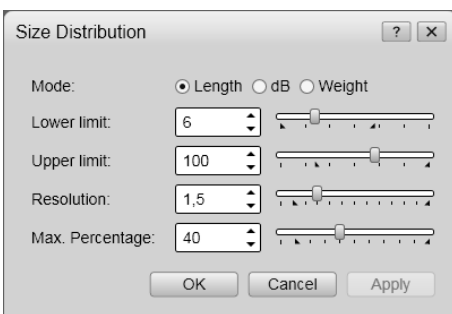 Size Distribution ? X
Mode: Length dB Weight
Lower limit: 6
Upper limit: 100
Resolution: 1,5
Max. Percentage: 40
OK Cancel Apply